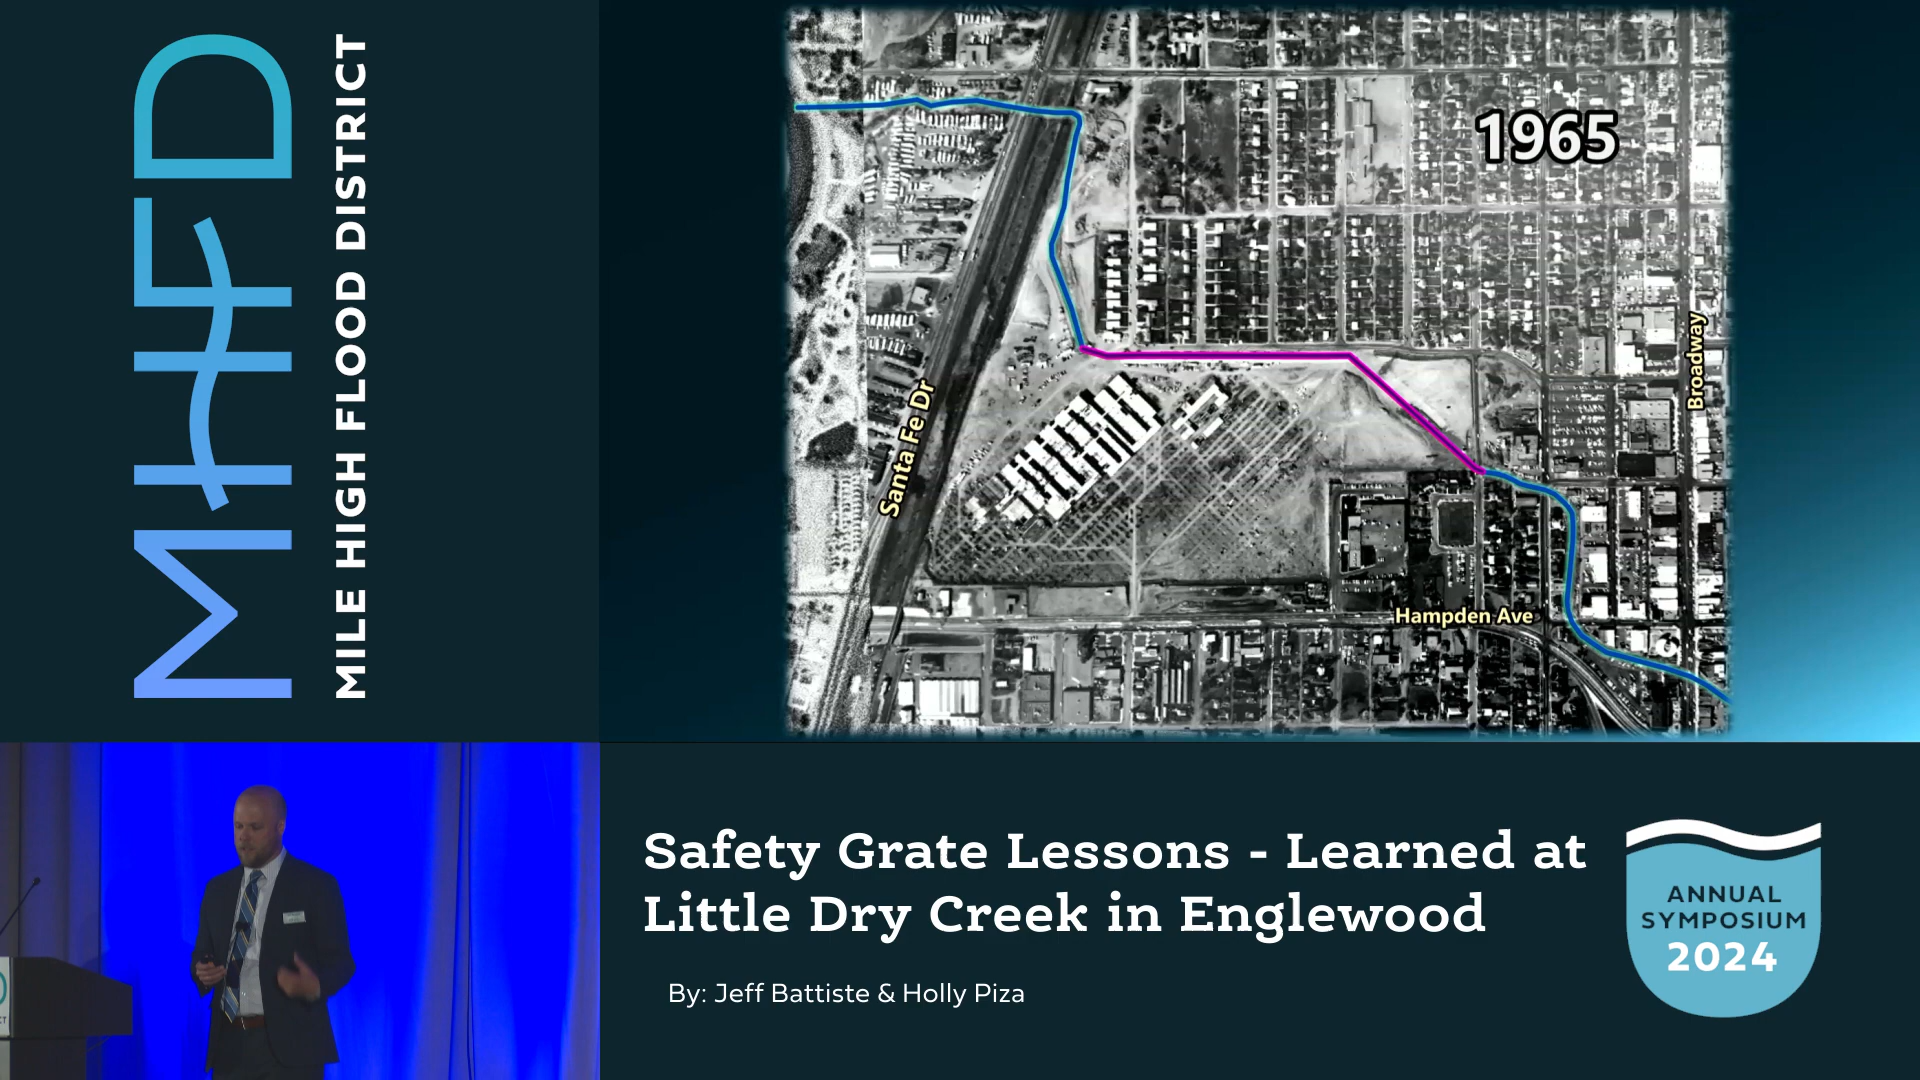 MHFD
MILE HIGH FLOOD DISTRICT
1965
Broadway
Santa Fe Dr
Hampden Ave
Safety Grate Lessons - Learned at
Little Dry Creek in Englewood
By: Jeff Battiste & Holly Piza
ANNUAL
SYMPOSIUM
2024